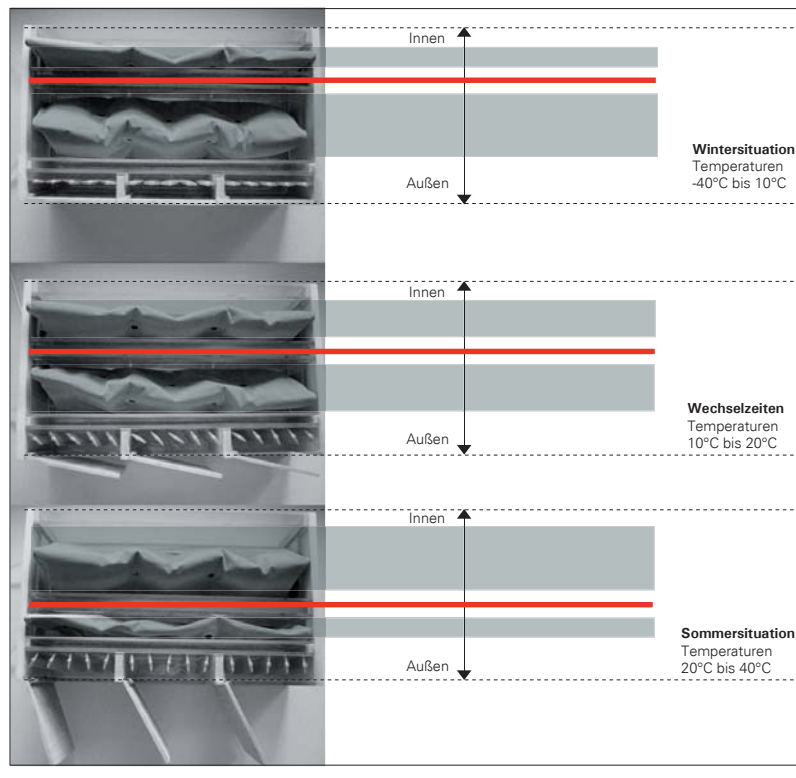 Innen
Außen
Wintersituation
Temperaturen
-40°C bis 10°C
Innen
Außen
Wechselzeiten
Temperaturen
10°C bis 20°C
Innen
Außen
Sommersituation
Temperaturen
20°C bis 40°C